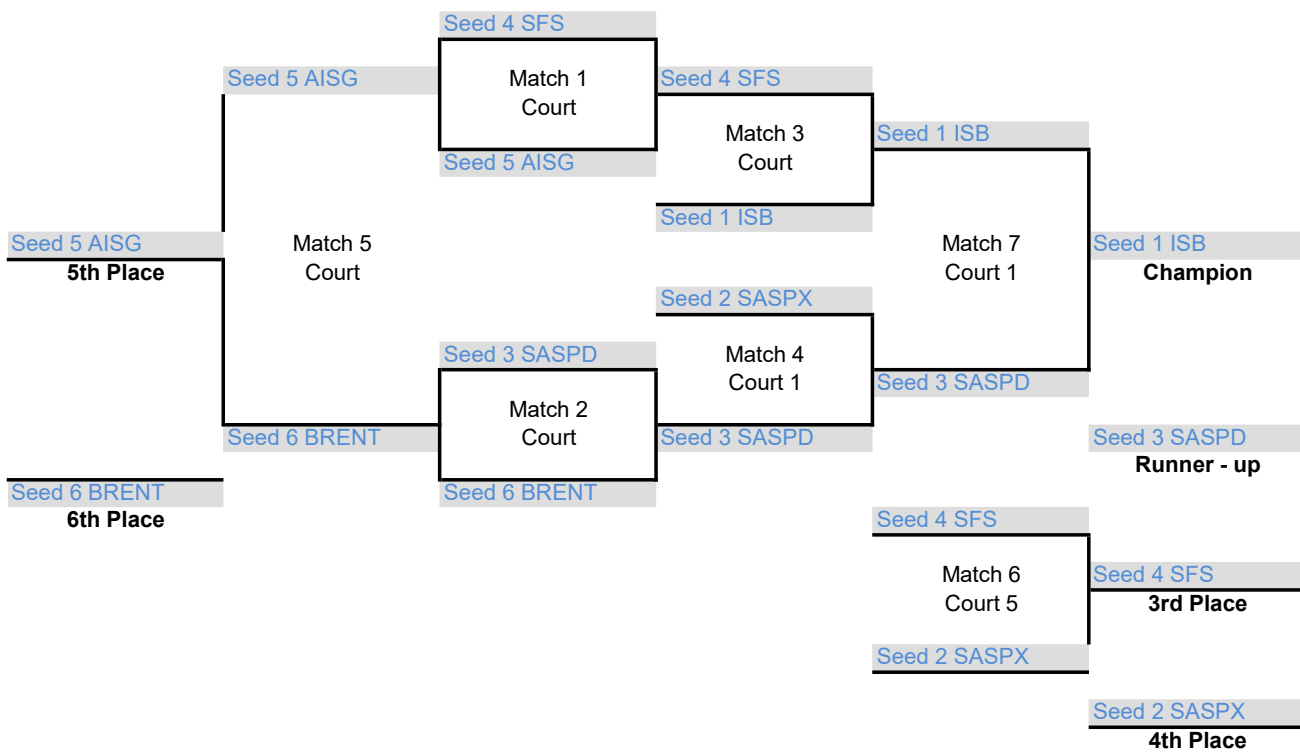 Seed 4 SFS
Seed 5 AISG
Match 1
Court
Seed 4 SFS
Match 3
Court
Seed 1 ISB
Seed 5 AISG
Seed 1 ISB
Seed 5 AISG
5th Place
Match 5
Court
Match 7
Court 1
Seed 1 ISB
Champion
Seed 2 SASPX
Seed 3 SASPD
Match 4
Court 1
Seed 3 SASPD
Match 2
Court
Seed 6 BRENT
Seed 3 SASPD
Seed 3 SASPD
Runner - up
Seed 6 BRENT
6th Place
Seed 6 BRENT
Seed 4 SFS
Match 6
Court 5
Seed 4 SFS
3rd Place
Seed 2 SASPX
Seed 2 SASPX
4th Place